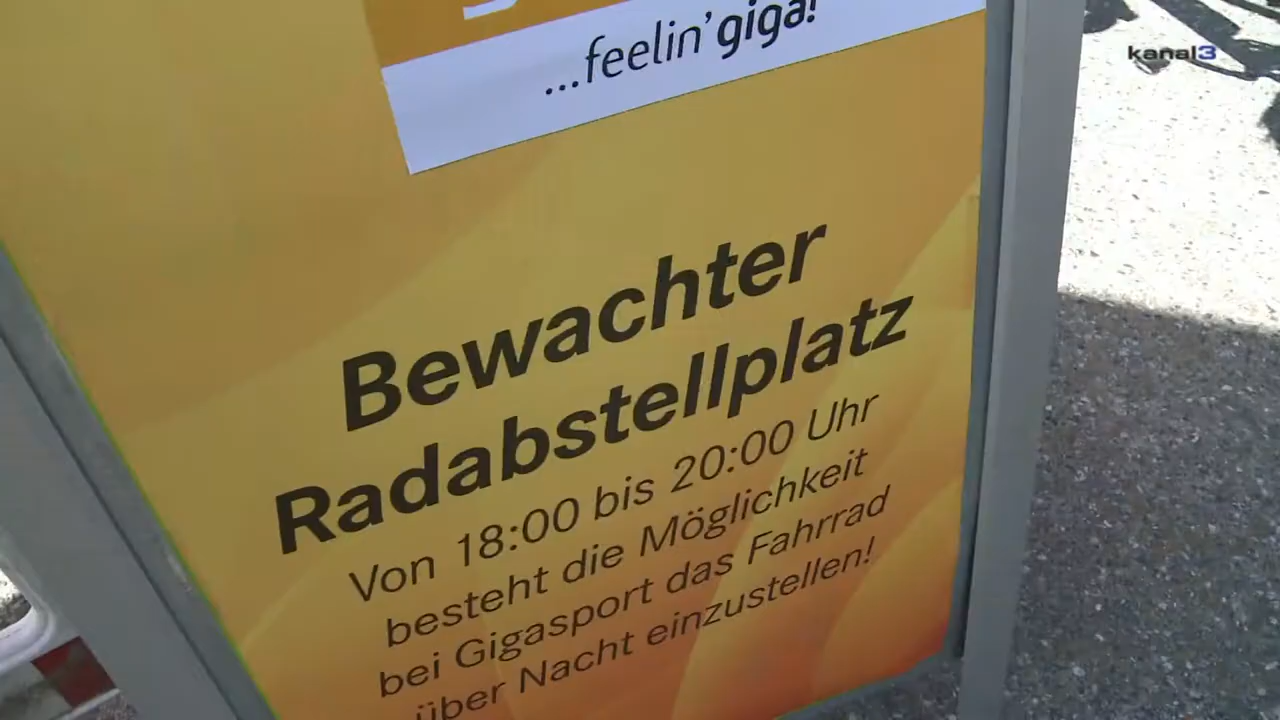 ...feelin'giga!
kanal3
Bewachter
Radabstellplatz
Von 18:00 bis 20:00 Uhr
besteht die Möglichkeit
bei Gigasport das Fahrrad
über Nacht einzustellen!